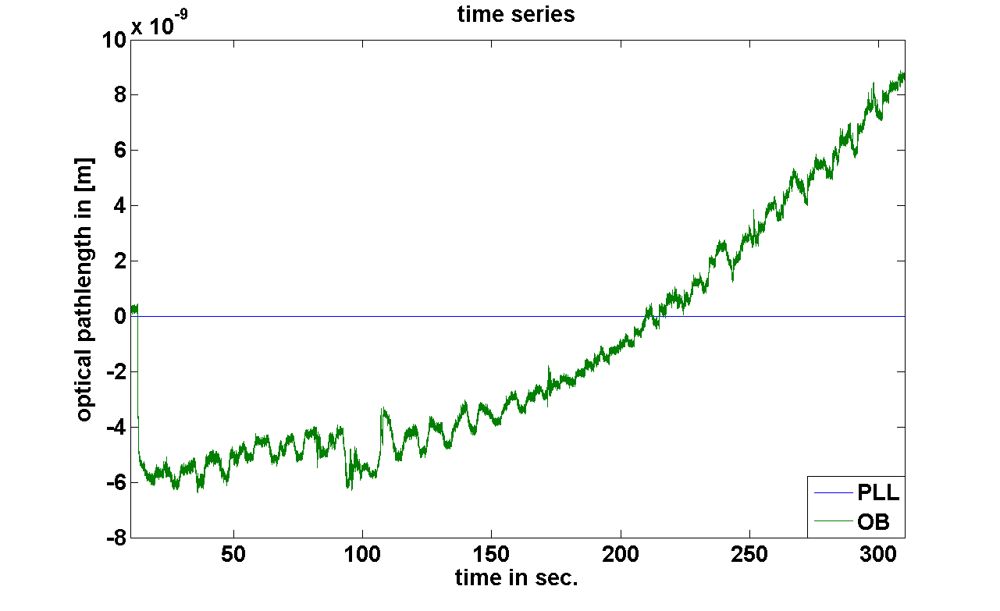 time series
x 10^-9
10
8
6
4
2
0
-2
-4
-6
-8
optical pathlength in [m]
50 100 150 200 250 300
time in sec.
PLL
OB